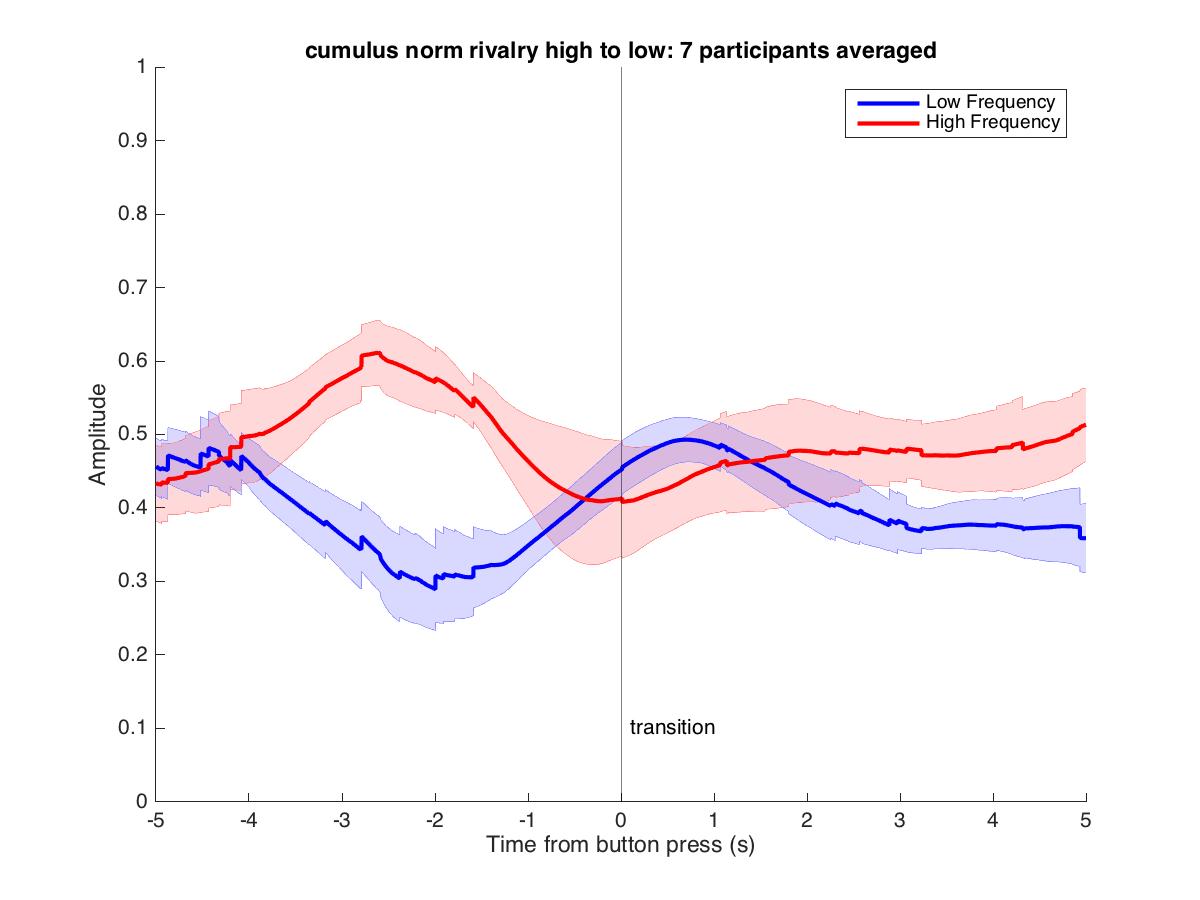 cumulus norm rivalry high to low: 7 participants averaged
Low Frequency
High Frequency
1
0.9
0.8
0.7
0.6
0.5
0.4
0.3
0.2
0.1
0
Amplitude
transition
-5 -4 -3 -2 -1 0 1 2 3 4 5
Time from button press (s)